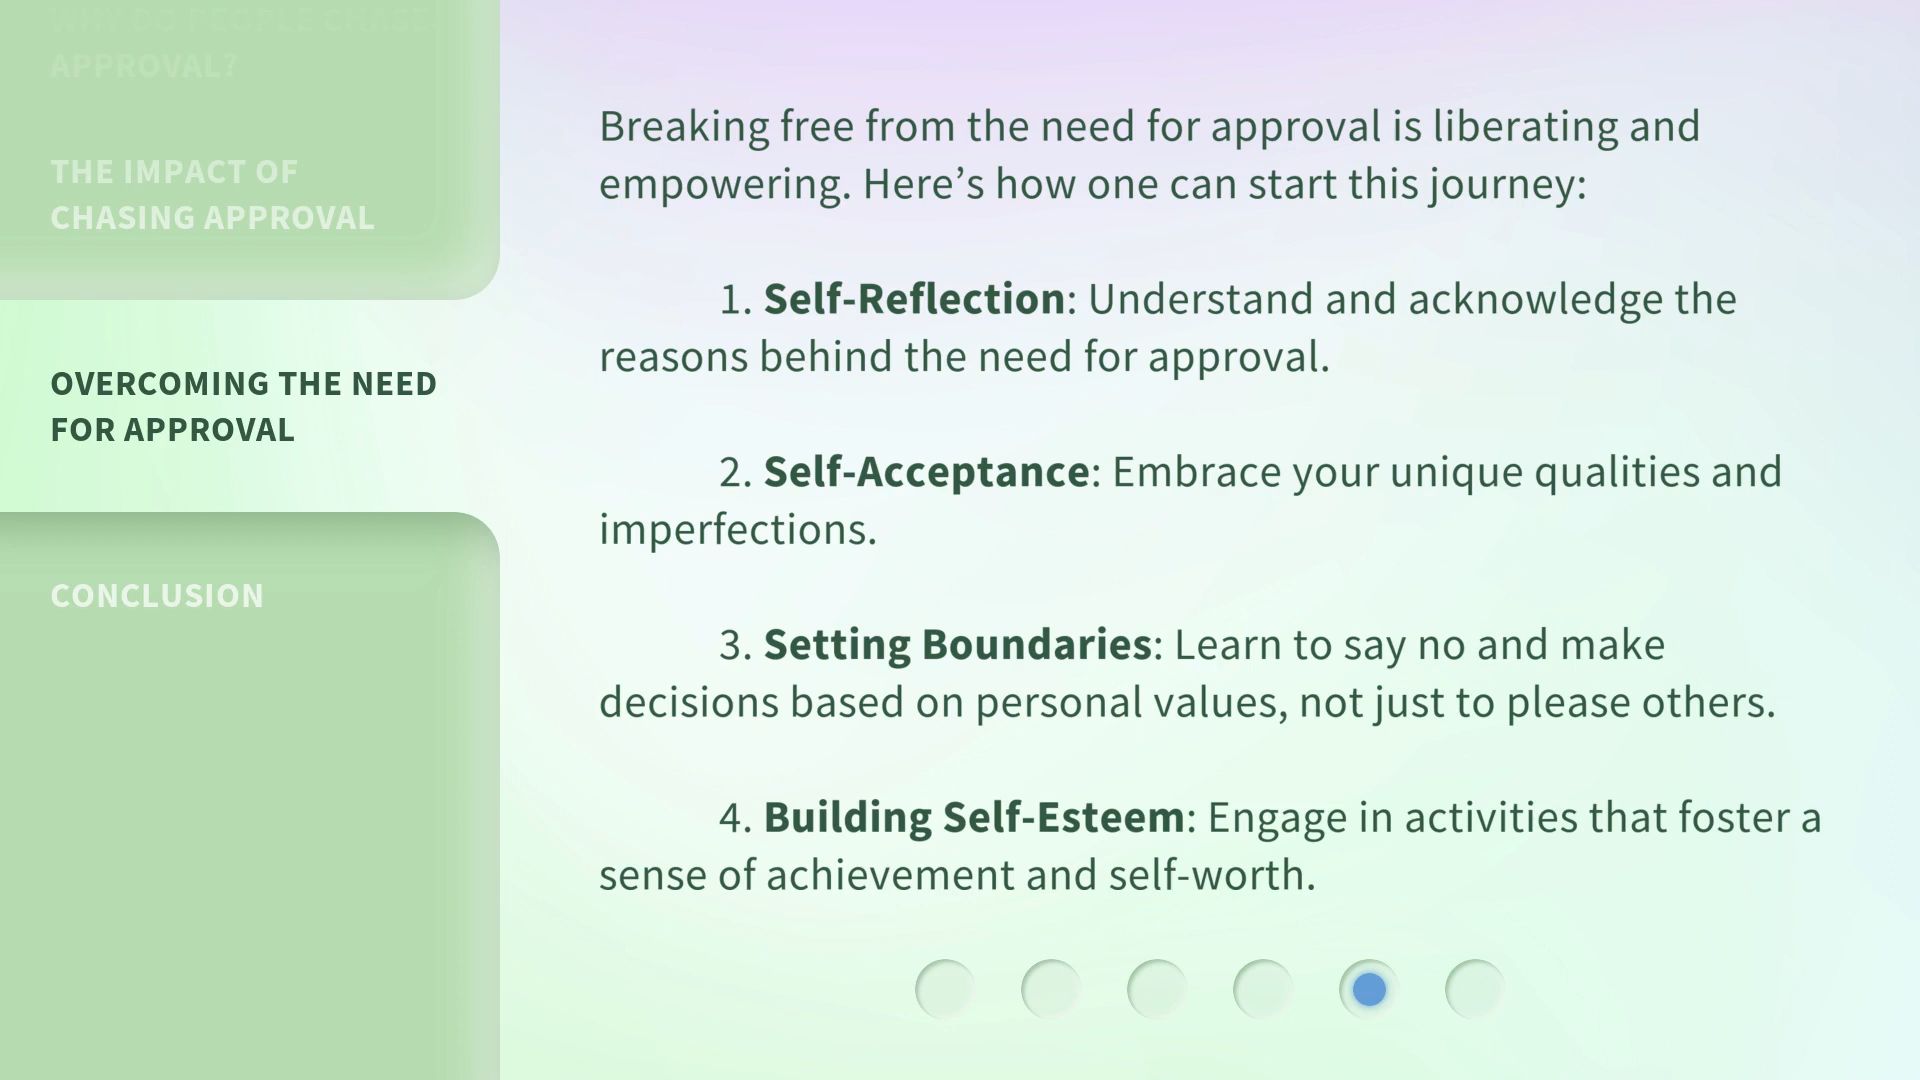 WHY DO PEOPLE CHASE
APPROVAL?
THE IMPACT OF
CHASING APPROVAL
OVERCOMING THE NEED
FOR APPROVAL
CONCLUSION
Breaking free from the need for approval is liberating and
empowering. Here’s how one can start this journey:
1. Self-Reflection: Understand and acknowledge the
reasons behind the need for approval.
2. Self-Acceptance: Embrace your unique qualities and
imperfections.
3. Setting Boundaries: Learn to say no and make
decisions based on personal values, not just to please others.
4. Building Self-Esteem: Engage in activities that foster a
sense of achievement and self-worth.